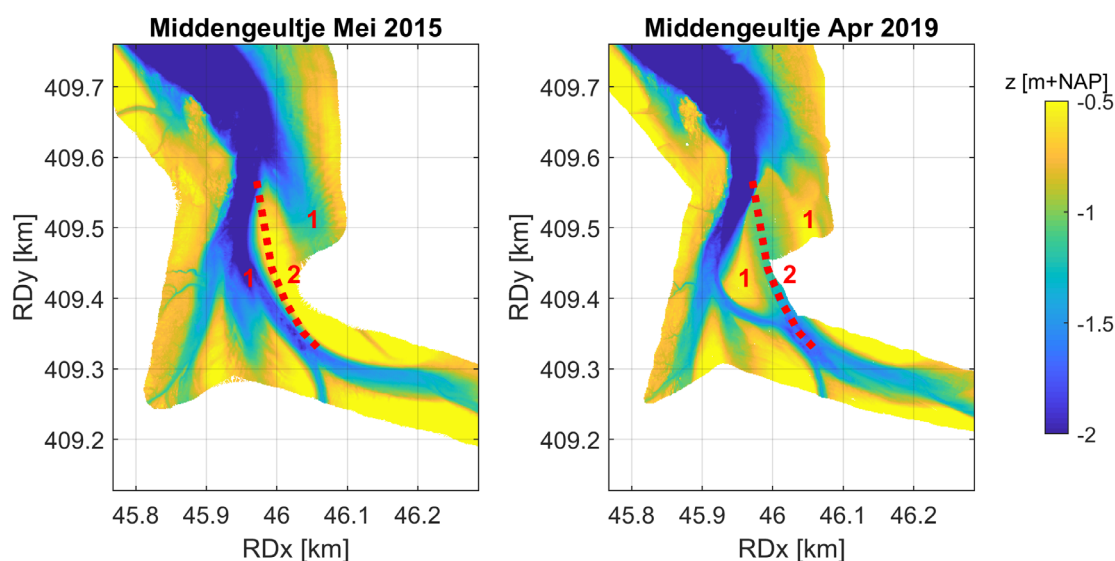 Middengeultje Mei 2015
Middengeultje Apr 2019
z [m+NAP]
409.7
409.6
409.5
409.4
409.3
409.2
RDy [km]
1
1
2
45.8 45.9 46 46.1 46.2
RDx [km]
409.7
409.6
409.5
409.4
409.3
409.2
RDy [km]
1
1
2
45.8 45.9 46 46.1 46.2
RDx [km]
-0.5
-1
-1.5
-2